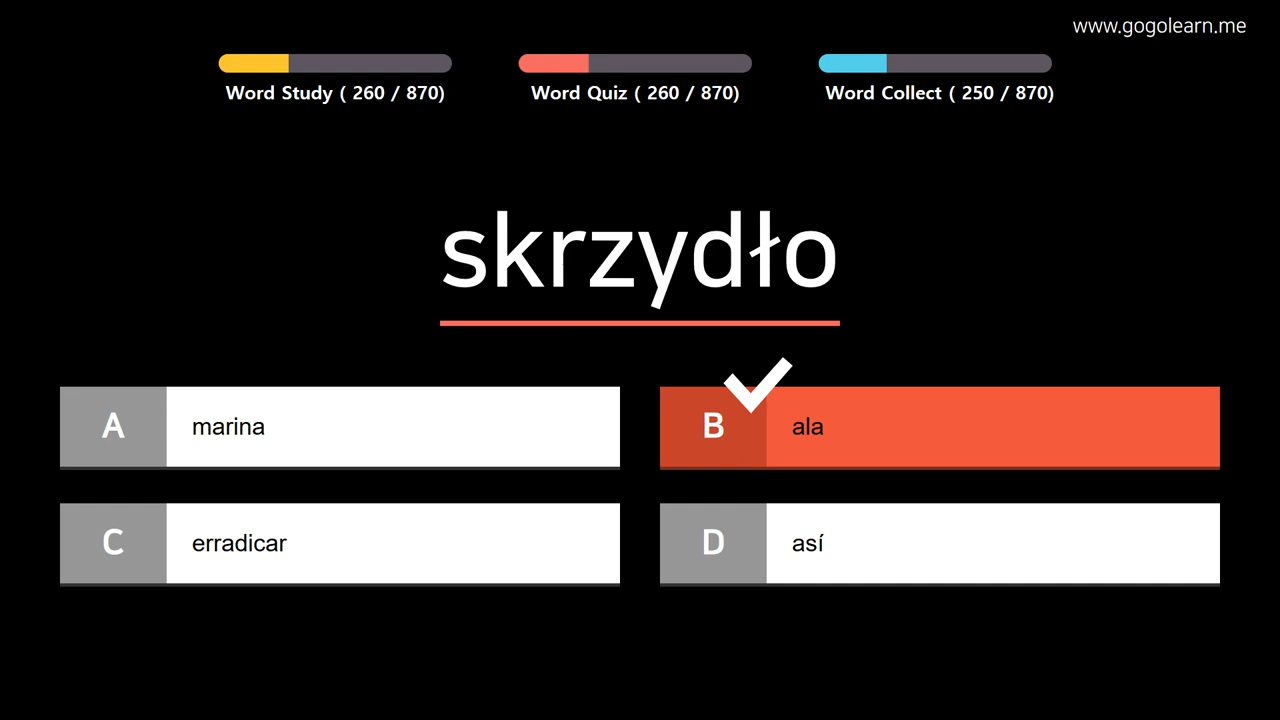 www.gogolearn.me
Word Study ( 260 / 870)
Word Quiz ( 260 / 870)
Word Collect ( 250 / 870)
skrzydło
A
marina
B
ala
C
erradicar
D
así